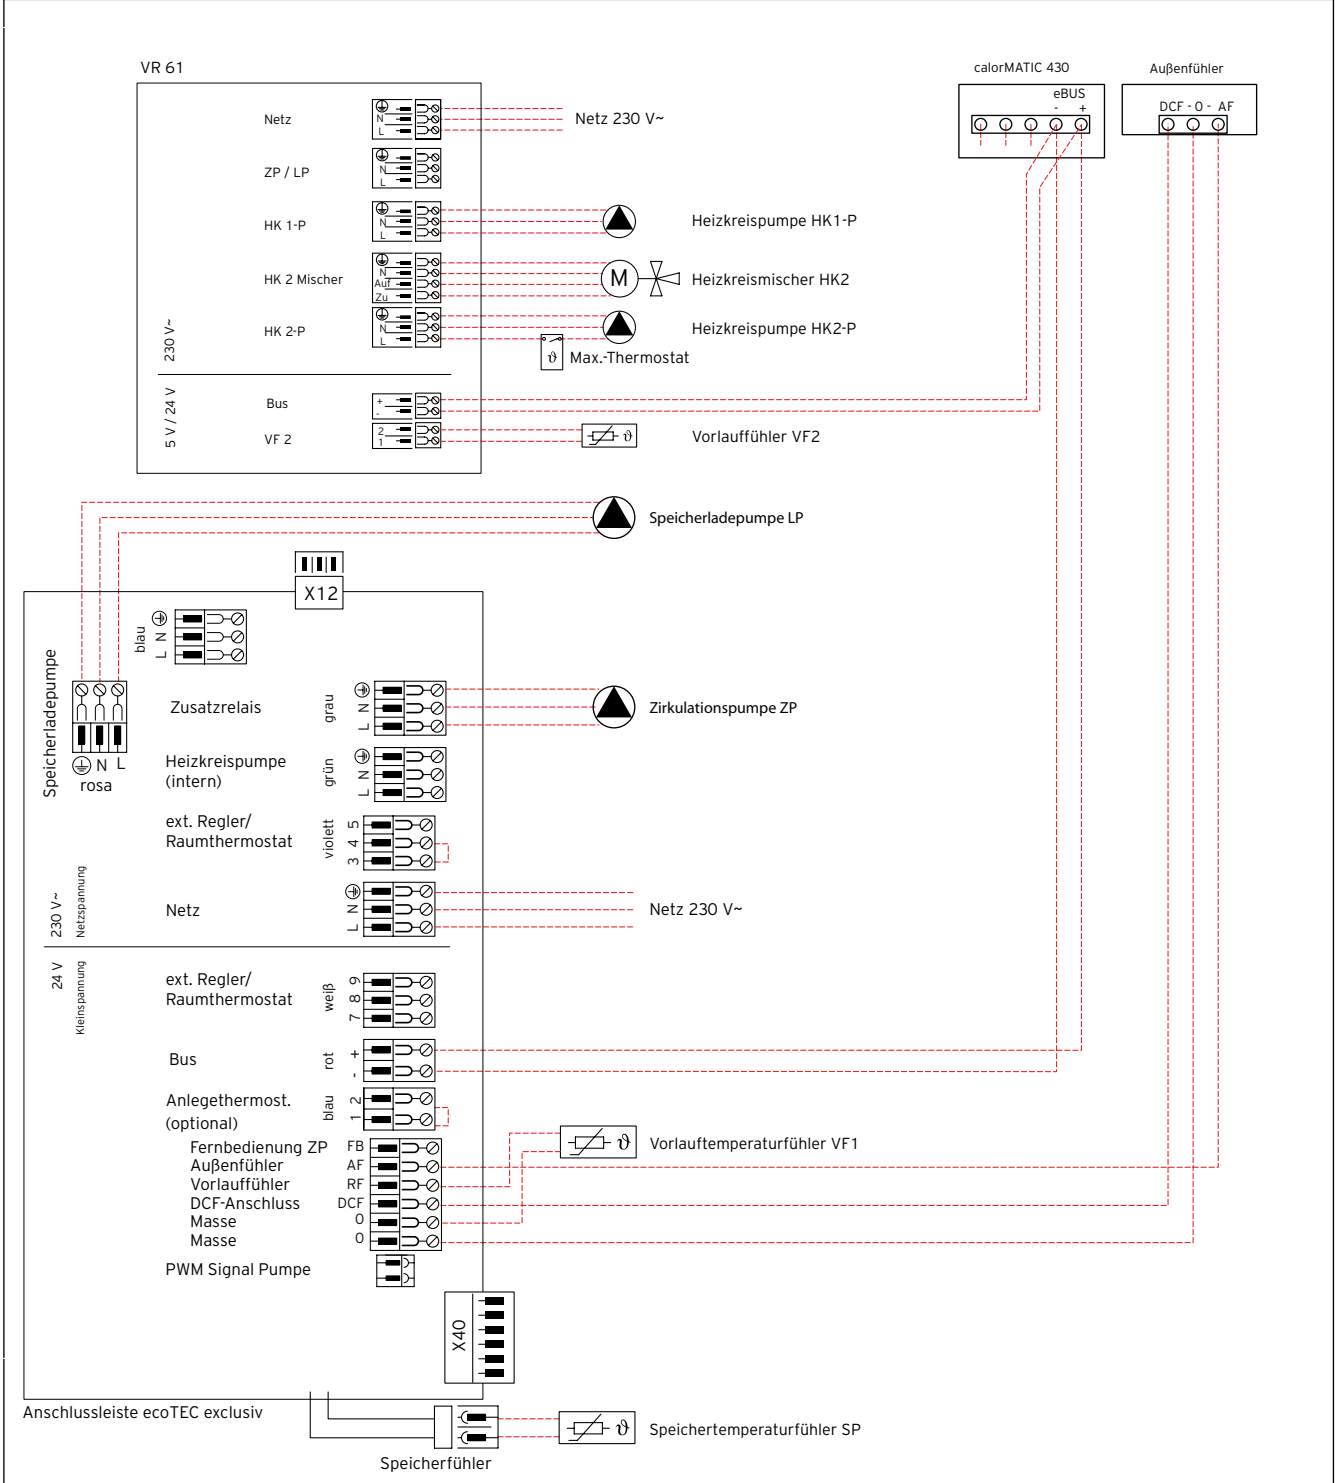 VR 61
calorMATIC 430
Außenfühler
eBUS
- +
DCF - O - AF
Netz
N
L
Netz 230 V~
ZP / LP
N
L
HK 1-P
N
L
Heizkreispumpe HK1-P
HK 2 Mischer
N
Auf
Zu
M
Heizkreismischer HK2
HK 2-P
N
L
Heizkreispumpe HK2-P
230 V~
ϑ
Max.-Thermostat
5 V / 24 V
Bus
+
-
VF 2
2
1
ϑ
Vorlauffühler VF2
Speicherladepumpe LP
X12
blau
L N
Speicherladepumpe
N L
rosa
Zusatzrelais
grau
L N
Zirkulationspumpe ZP
Heizkreispumpe
(intern)
grün
L N
ext. Regler/
Raumthermostat
violett
3 4 5
230 V~
Netzspannung
Netz
L N
Netz 230 V~
24 V
Kleinspannung
ext. Regler/
Raumthermostat
weiß
7 8 9
Bus
rot
- +
Anlegethermost.
(optional)
blau
1 2
Fernbedienung ZP FB
Außenfühler AF
Vorlauffühler RF
DCF-Anschluss DCF
Masse O
Masse O
ϑ
Vorlauftemperaturfühler VF1
PWM Signal Pumpe
X40
Anschlussleiste ecoTEC exclusiv
ϑ
Speichertemperaturfühler SP
Speicherfühler